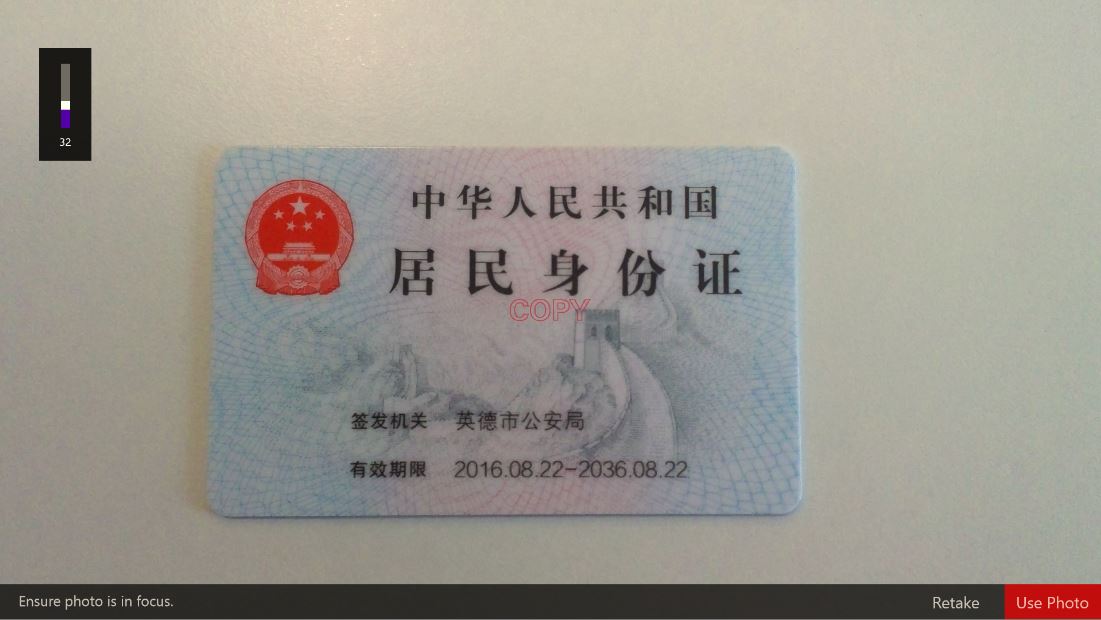 32
中华人民共和国
居民身份证
COPY
签发机关 英德市公安局
有效期限 2016.08.22-2036.08.22
Ensure photo is in focus.
Retake
Use Photo